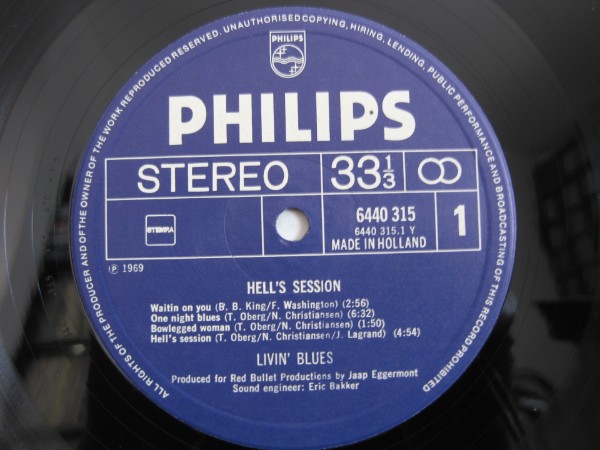 ALL RIGHTS OF THE PRODUCER AND OF THE OWNER OF THE WORK REPRODUCED RESERVED. UNAUTHORISED COPYING, HIRING, LENDING, PUBLIC PERFORMANCE AND BROADCASTING OF THIS RECORD PROHIBITED
PHILIPS
PHILIPS
STEREO 33 1/3
STEMRA
6440 315
6440 315.1 Y
MADE IN HOLLAND
1
℗ 1969
HELL'S SESSION
Waitin on you (B. B. King/F. Washington) (2:56)
One night blues (T. Oberg/N. Christiansen) (6:32)
Bowlegged woman (T. Oberg/N. Christiansen) (1:50)
Hell's session (T. Oberg/N. Christiansen/J. Lagrand) (4:54)
LIVIN' BLUES
Produced for Red Bullet Productions by Jaap Eggermont
Sound engineer: Eric Bakker